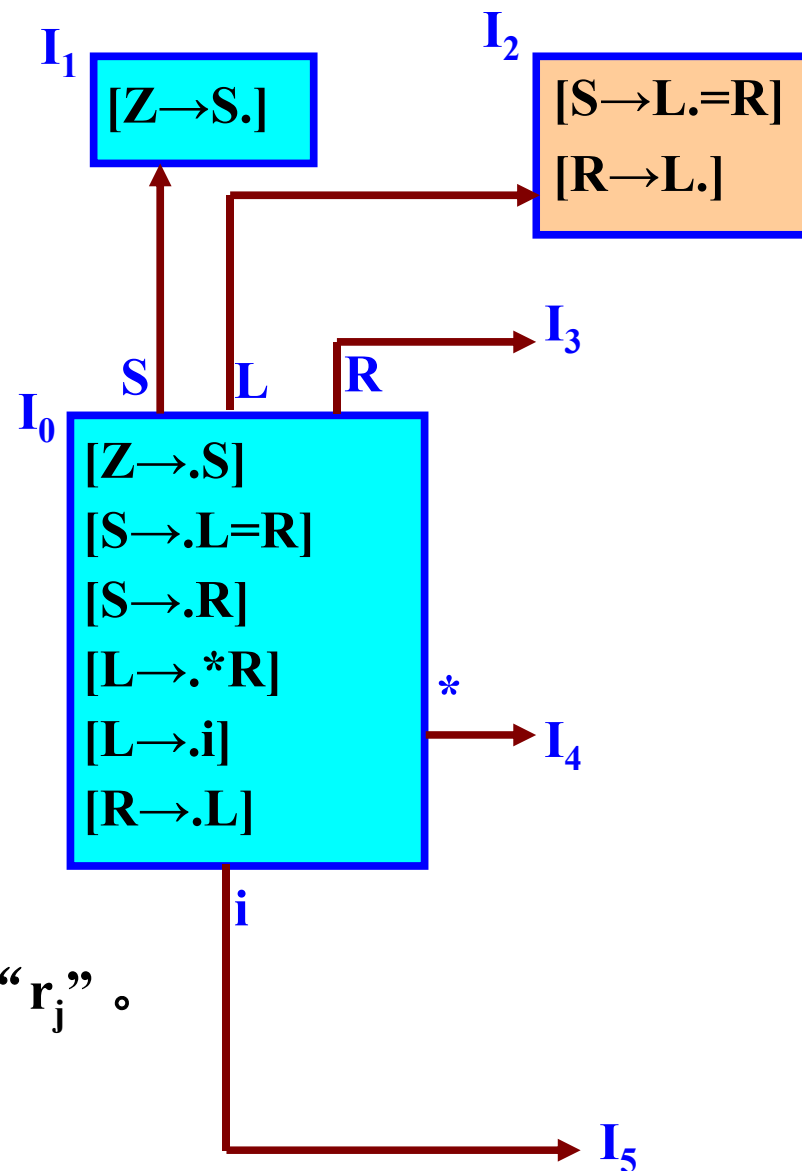 I₁
[Z→S.]
I₂
[S→L.=R]
[R→L.]
I₃
S
L
R
I₀
[Z→.S]
[S→.L=R]
[S→.R]
[L→.*R]
[L→.i]
[R→.L]
*
I₄
i
“rⱼ” 。
I₅